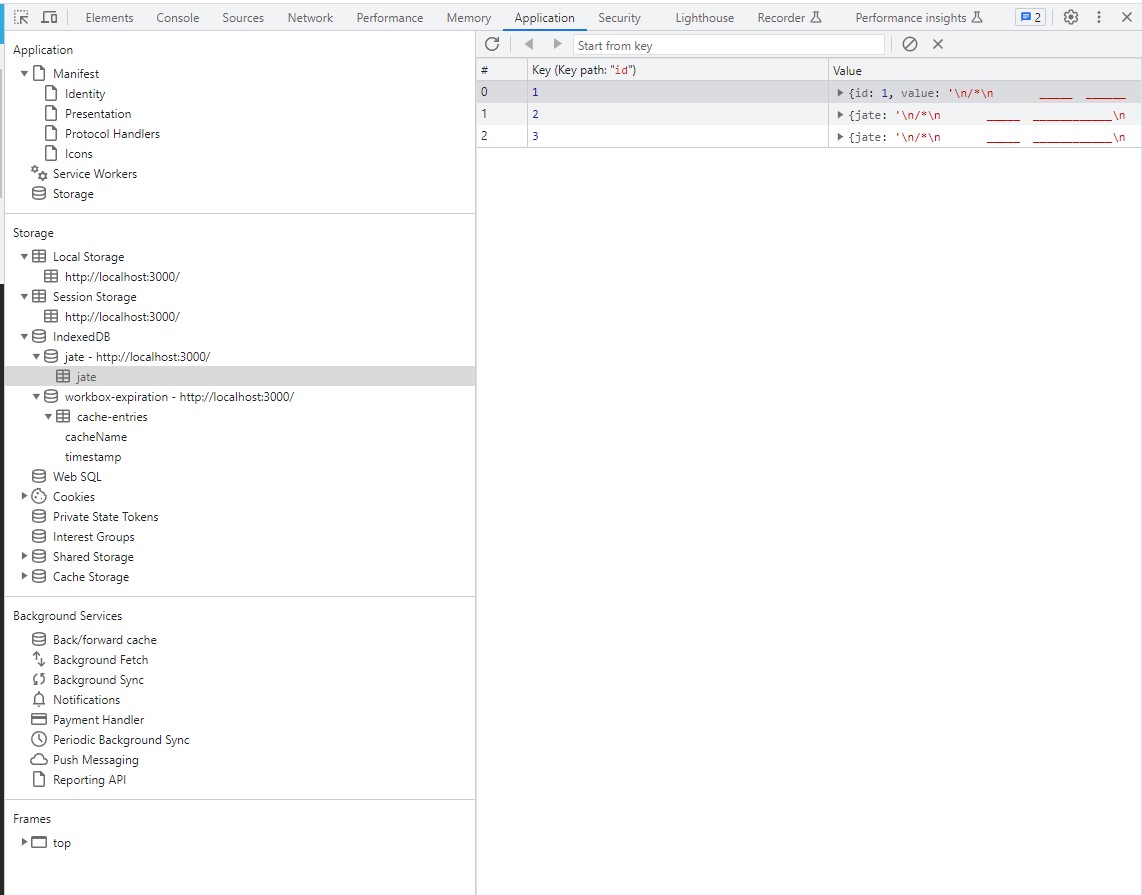 Elements Console Sources Network Performance Memory Application Security Lighthouse Recorder Performance insights 2
Application
Manifest
Identity
Presentation
Protocol Handlers
Icons
Service Workers
Storage
Storage
Local Storage
http://localhost:3000/
Session Storage
http://localhost:3000/
IndexedDB
jate - http://localhost:3000/
jate
workbox-expiration - http://localhost:3000/
cache-entries
cacheName
timestamp
Web SQL
Cookies
Private State Tokens
Interest Groups
Shared Storage
Cache Storage
Background Services
Back/forward cache
Background Fetch
Background Sync
Notifications
Payment Handler
Periodic Background Sync
Push Messaging
Reporting API
Frames
top
Start from key
# Key (Key path: "id") Value
0 1 {id: 1, value: '\n/*\n _____ ______
1 2 {jate: '\n/*\n _____ ____________\n
2 3 {jate: '\n/*\n _____ ____________\n